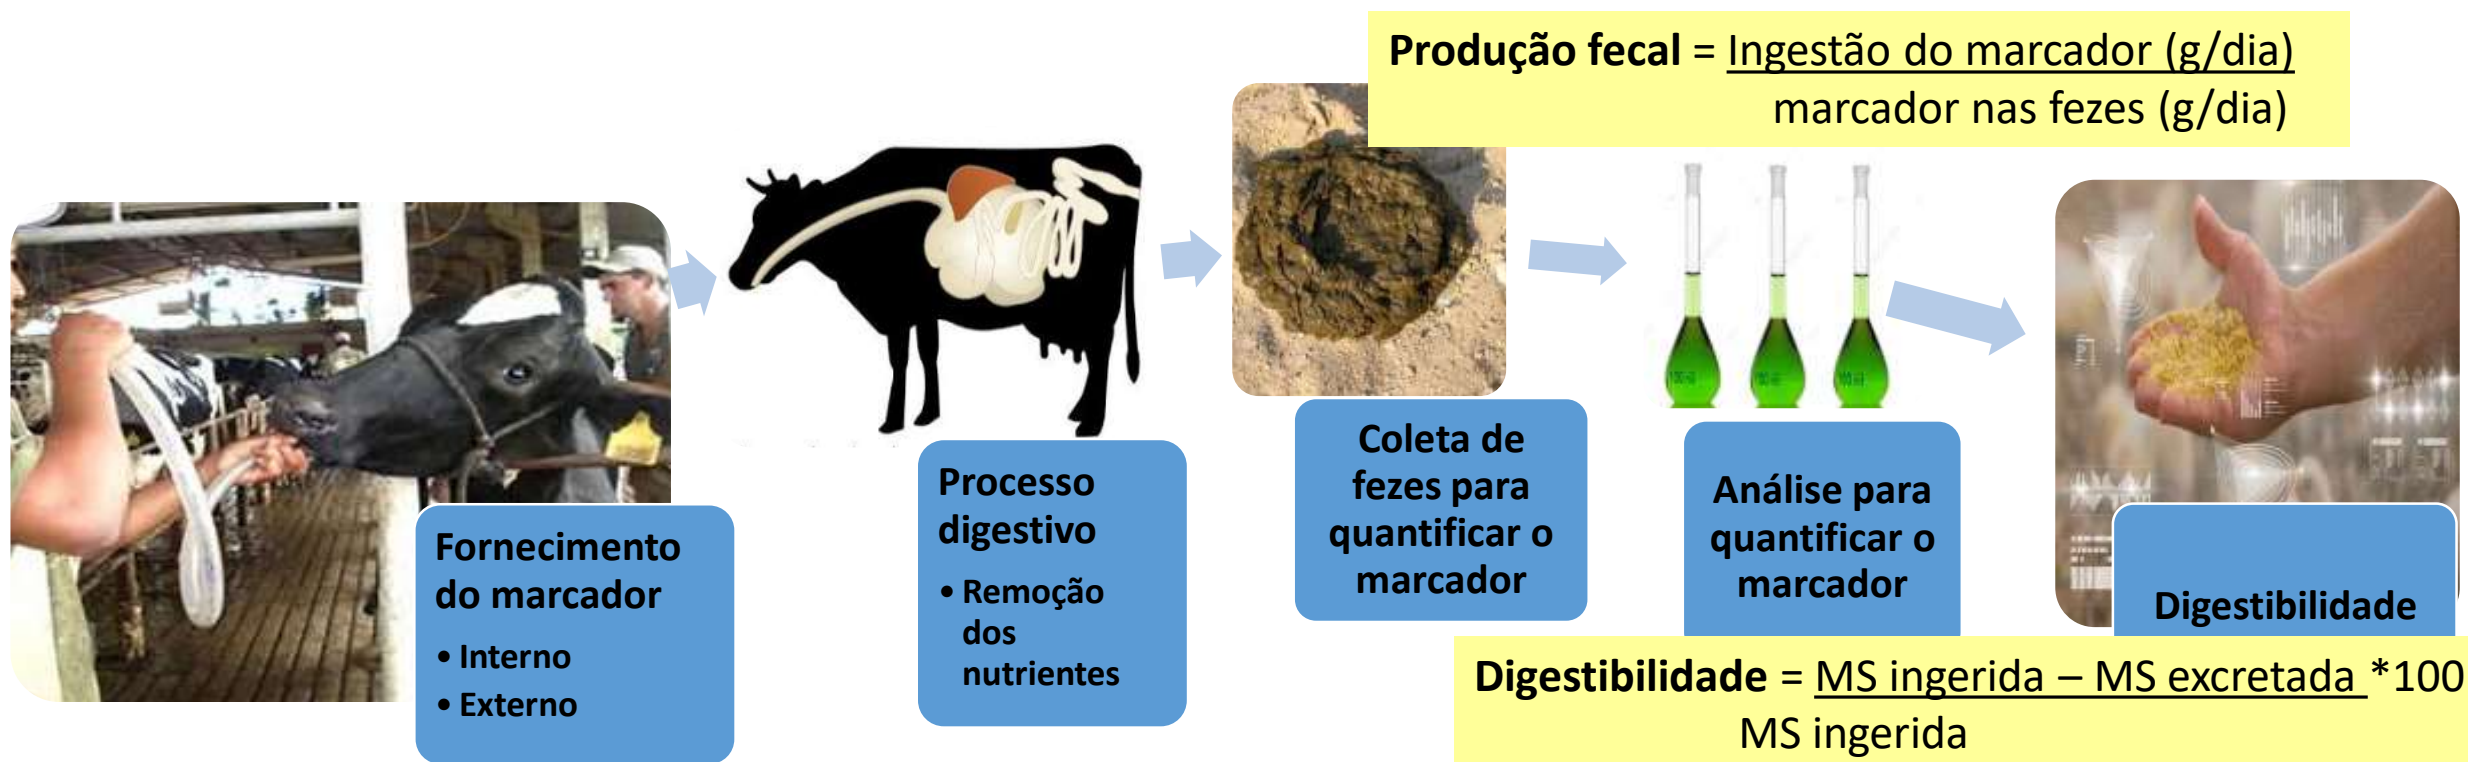 Produção fecal = Ingestão do marcador (g/dia)
marcador nas fezes (g/dia)
Fornecimento
do marcador
• Interno
• Externo
Processo
digestivo
• Remoção
dos
nutrientes
Coleta de
fezes para
quantificar o
marcador
Análise para
quantificar o
marcador
Digestibilidade
Digestibilidade = MS ingerida – MS excretada *100
MS ingerida